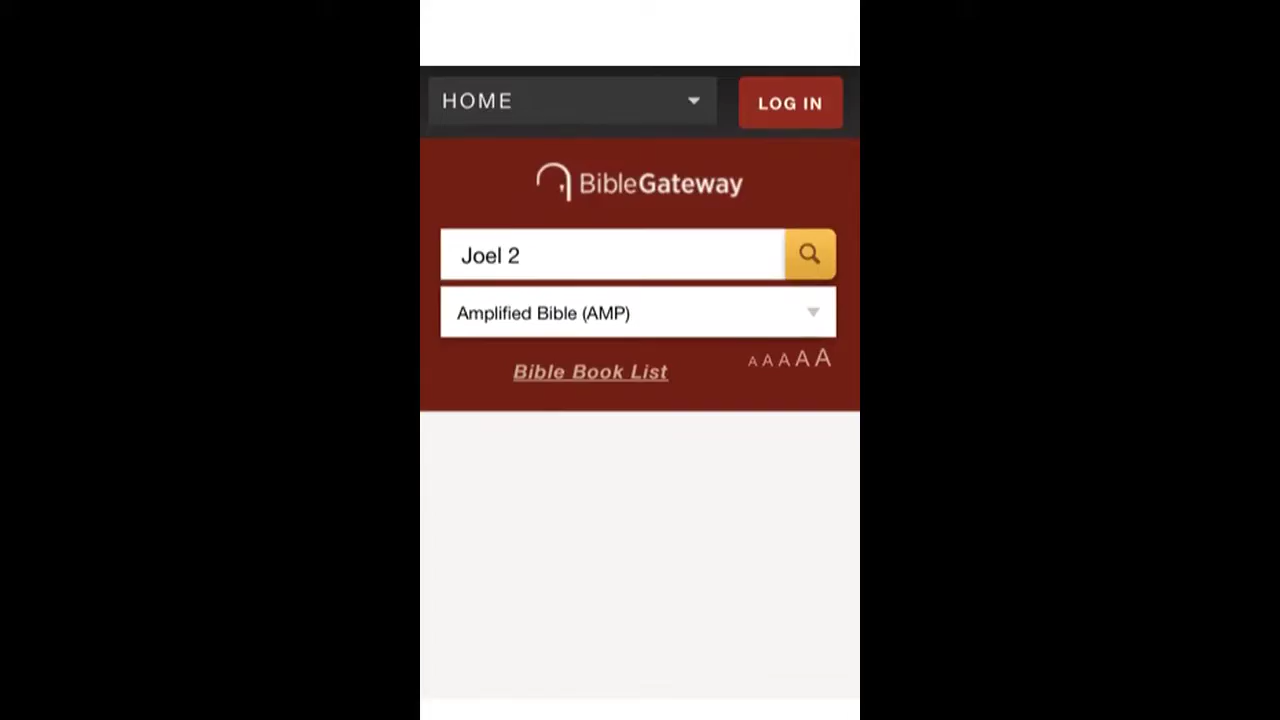 HOME
LOG IN
BibleGateway
Joel 2
Amplified Bible (AMP)
Bible Book List
A A A A A